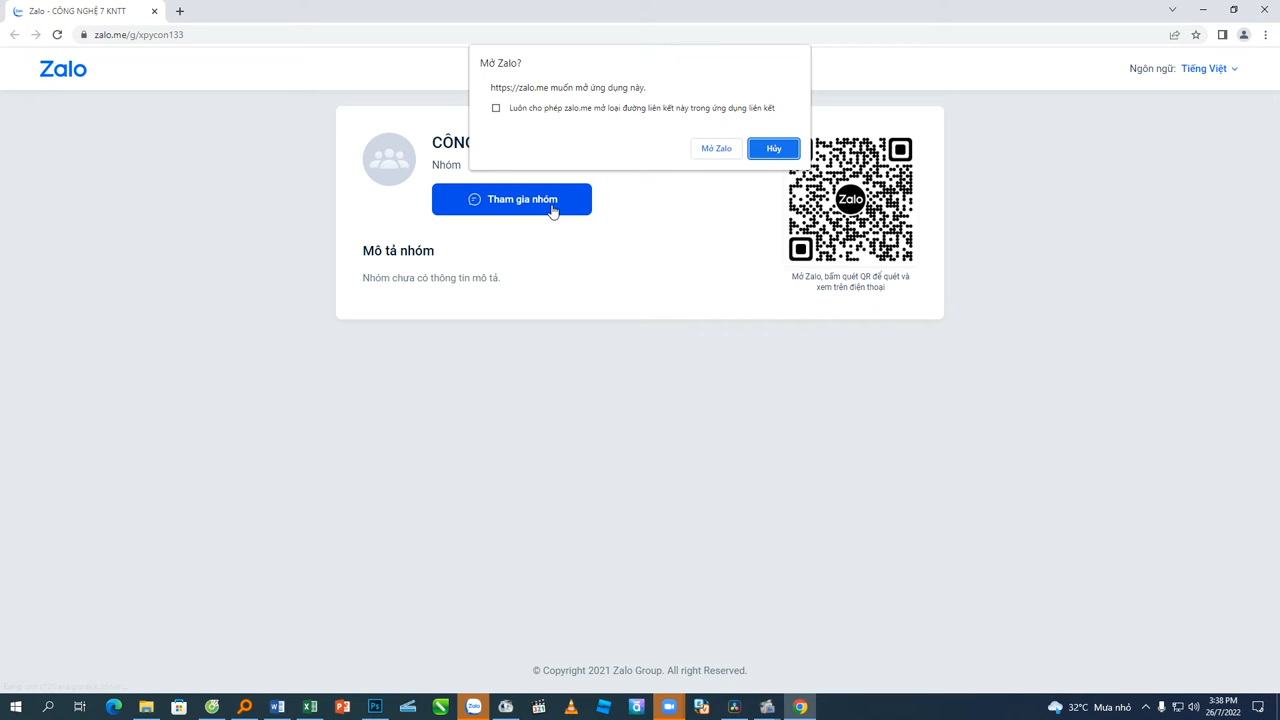 Zalo - CÔNG NGHỆ 7 KNTT
zalo.me/g/xpycon133
Zalo
Ngôn ngữ: Tiếng Việt
Mở Zalo?
https://zalo.me muốn mở ứng dụng này.
Luôn cho phép zalo.me mở loại đường liên kết này trong ứng dụng liên kết
Mở Zalo
Hủy
CÔNG
Nhóm
Tham gia nhóm
Zalo
Mô tả nhóm
Nhóm chưa có thông tin mô tả.
Mở Zalo, bấm quét QR để quét và
xem trên điện thoại
© Copyright 2021 Zalo Group. All right Reserved.
32°C Mưa nhỏ
3:38 PM
26/7/2022